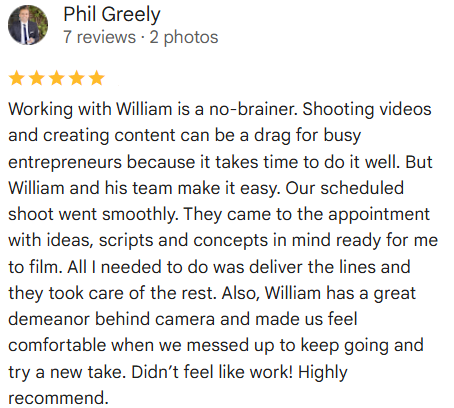 Phil Greely
7 reviews · 2 photos
Working with William is a no-brainer. Shooting videos
and creating content can be a drag for busy
entrepreneurs because it takes time to do it well. But
William and his team make it easy. Our scheduled
shoot went smoothly. They came to the appointment
with ideas, scripts and concepts in mind ready for me
to film. All I needed to do was deliver the lines and
they took care of the rest. Also, William has a great
demeanor behind camera and made us feel
comfortable when we messed up to keep going and
try a new take. Didn’t feel like work! Highly
recommend.